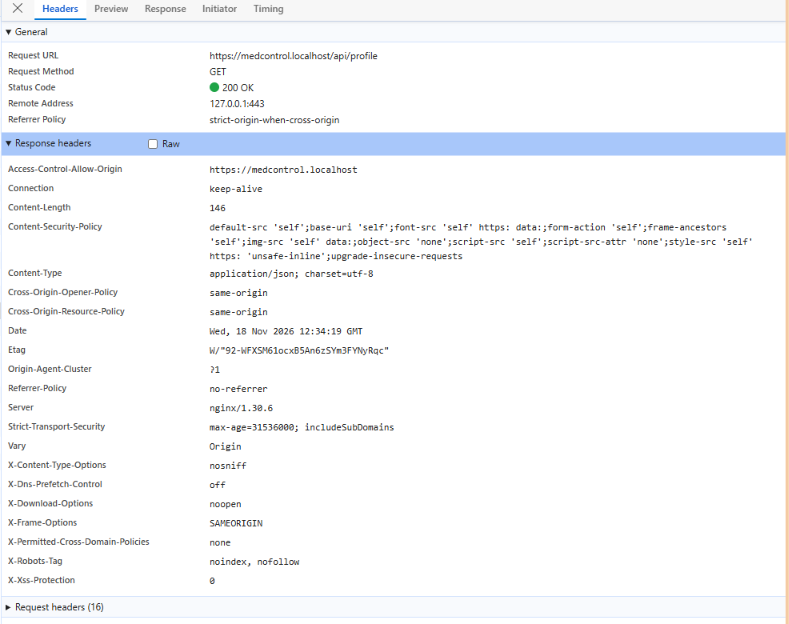 Headers Preview Response Initiator Timing
General
Request URL https://medcontrol.localhost/api/profile
Request Method GET
Status Code 200 OK
Remote Address 127.0.0.1:443
Referrer Policy strict-origin-when-cross-origin
Response headers Raw
Access-Control-Allow-Origin https://medcontrol.localhost
Connection keep-alive
Content-Length 146
Content-Security-Policy default-src 'self';base-uri 'self';font-src 'self' https: data:;form-action 'self';frame-ancestors
'self';img-src 'self' data:;object-src 'none';script-src 'self';script-src-attr 'none';style-src 'self'
https: 'unsafe-inline';upgrade-insecure-requests
Content-Type application/json; charset=utf-8
Cross-Origin-Opener-Policy same-origin
Cross-Origin-Resource-Policy same-origin
Date Wed, 18 Nov 2026 12:34:19 GMT
Etag W/"92-WFXSM61ocxB5An6zSYm3FYNyRqc"
Origin-Agent-Cluster ?1
Referrer-Policy no-referrer
Server nginx/1.30.6
Strict-Transport-Security max-age=31536000; includeSubDomains
Vary Origin
X-Content-Type-Options nosniff
X-Dns-Prefetch-Control off
X-Download-Options noopen
X-Frame-Options SAMEORIGIN
X-Permitted-Cross-Domain-Policies none
X-Robots-Tag noindex, nofollow
X-Xss-Protection 0
Request headers (16)